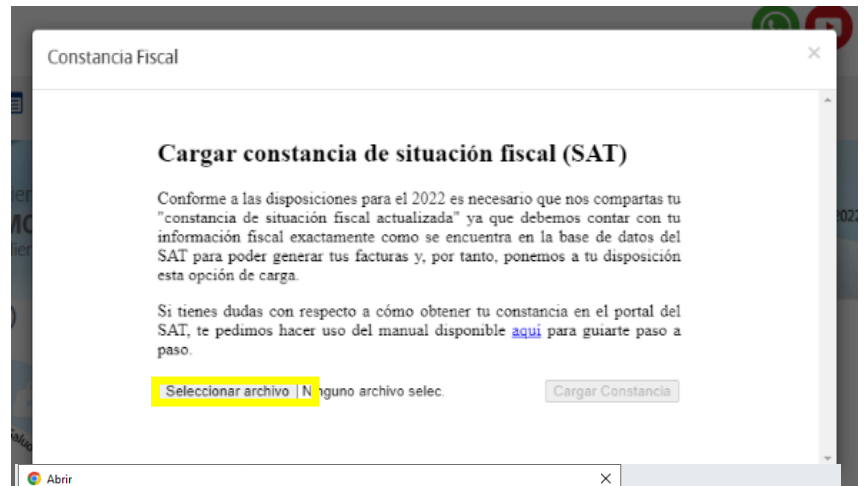 Constancia Fiscal
×
Cargar constancia de situación fiscal (SAT)
Conforme a las disposiciones para el 2022 es necesario que nos compartas tu
"constancia de situación fiscal actualizada" ya que debemos contar con tu
información fiscal exactamente como se encuentra en la base de datos del
SAT para poder generar tus facturas y, por tanto, ponemos a tu disposición
esta opción de carga.
Si tienes dudas con respecto a cómo obtener tu constancia en el portal del
SAT, te pedimos hacer uso del manual disponible aquí para guiarte paso a
paso.
Seleccionar archivo Ninguno archivo selec.
Cargar Constancia
Abrir